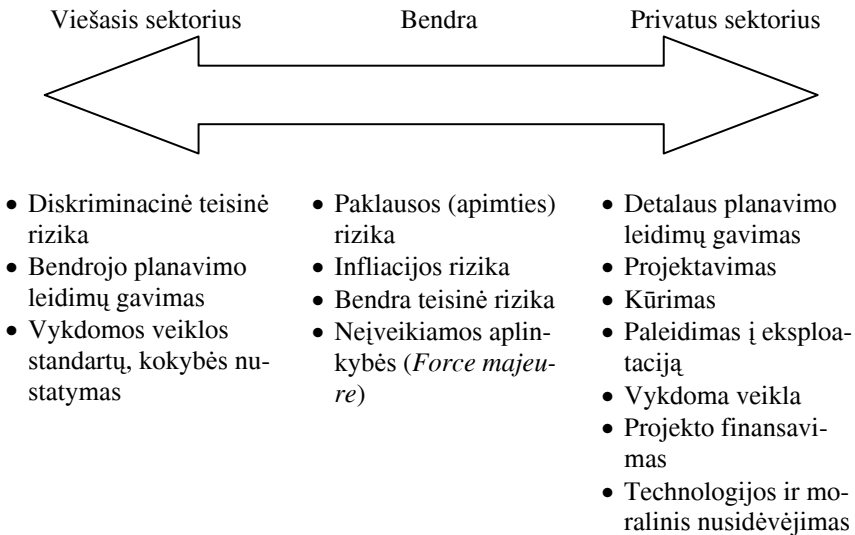 Viešasis sektorius
Bendra
Privatus sektorius
• Diskriminacinė teisinė
rizika
• Bendrojo planavimo
leidimų gavimas
• Vykdomos veiklos
standartų, kokybės nu-
statymas
• Paklausos (apimties)
rizika
• Infliacijos rizika
• Bendra teisinė rizika
• Neįveikiamos aplin-
kybės (Force majeu-
re)
• Detalaus planavimo
leidimų gavimas
• Projektavimas
• Kūrimas
• Paleidimas į eksploa-
taciją
• Vykdoma veikla
• Projekto finansavi-
mas
• Technologijos ir mo-
ralinis nusidėvėjimas